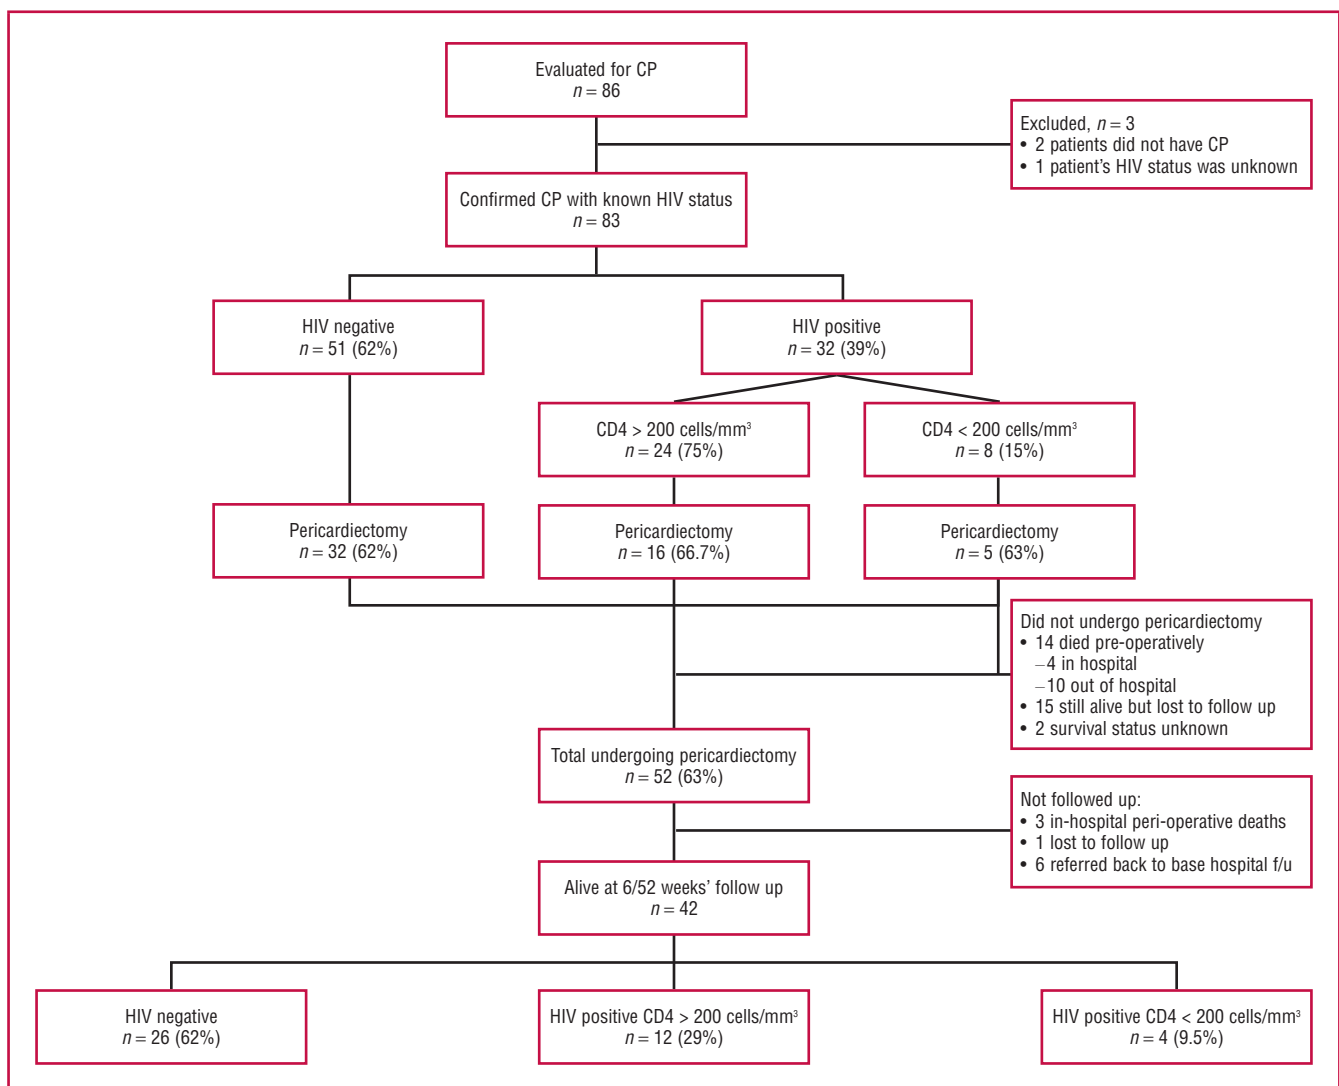 Evaluated for CP
n = 86
Excluded, n = 3
• 2 patients did not have CP
• 1 patient's HIV status was unknown
Confirmed CP with known HIV status
n = 83
HIV negative
n = 51 (62%)
HIV positive
n = 32 (39%)
CD4 > 200 cells/mm³
n = 24 (75%)
CD4 < 200 cells/mm³
n = 8 (15%)
Pericardiectomy
n = 32 (62%)
Pericardiectomy
n = 16 (66.7%)
Pericardiectomy
n = 5 (63%)
Did not undergo pericardiectomy
• 14 died pre-operatively
–4 in hospital
–10 out of hospital
• 15 still alive but lost to follow up
• 2 survival status unknown
Total undergoing pericardiectomy
n = 52 (63%)
Not followed up:
• 3 in-hospital peri-operative deaths
• 1 lost to follow up
• 6 referred back to base hospital f/u
Alive at 6/52 weeks' follow up
n = 42
HIV negative
n = 26 (62%)
HIV positive CD4 > 200 cells/mm³
n = 12 (29%)
HIV positive CD4 < 200 cells/mm³
n = 4 (9.5%)